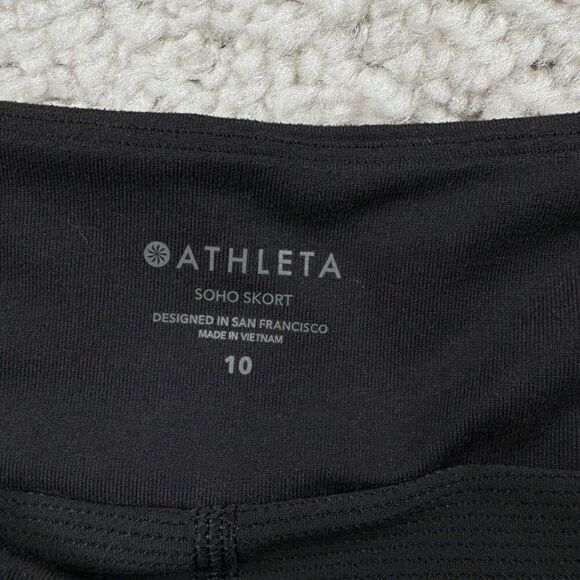 ATHLETA
SOHO SKORT
DESIGNED IN SAN FRANCISCO
MADE IN VIETNAM
10